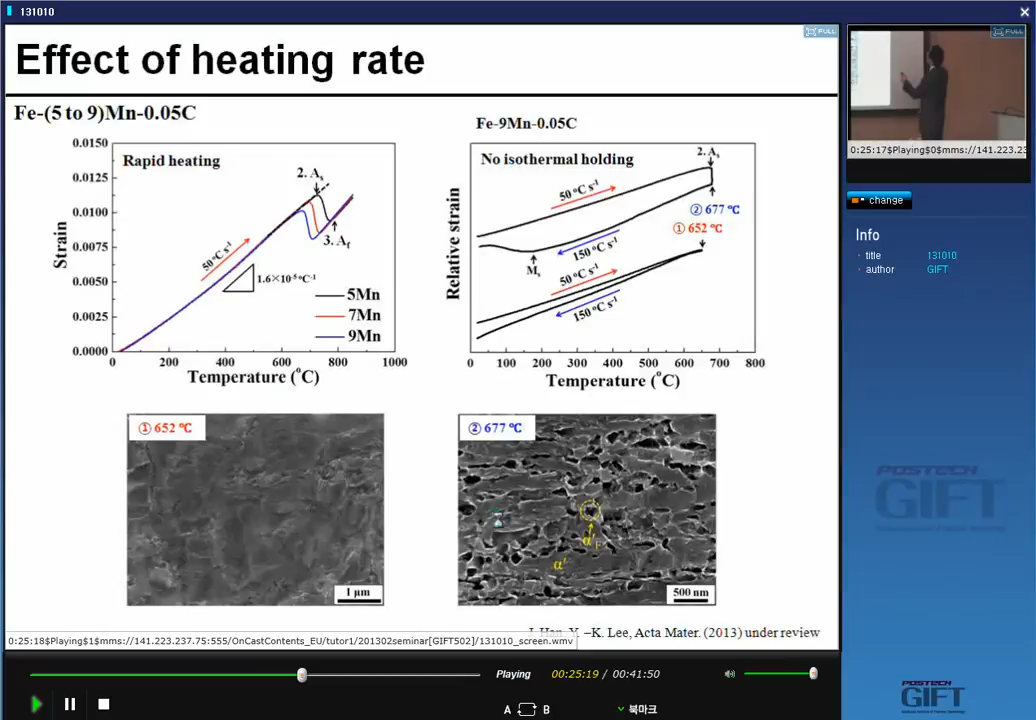 131010
Effect of heating rate
FULL
FULL
Fe-(5 to 9)Mn-0.05C
0.0150
0.0125
0.0100
0.0075
0.0050
0.0025
0.0000
Strain
Rapid heating
2. As
3. Af
50 °C s-1
1.6×10-5 °C-1
5Mn
7Mn
9Mn
0
200
400
600
800
1000
Temperature (°C)
Fe-9Mn-0.05C
Relative strain
No isothermal holding
2. As
50 °C s-1
② 677 °C
① 652 °C
150 °C s-1
Ms
50 °C s-1
150 °C s-1
0
100
200
300
400
500
600
700
800
Temperature (°C)
① 652 °C
1 μm
② 677 °C
500 nm
Y. –K. Lee, Acta Mater. (2013) under review
0:25:18$Playing$1$mms://141.223.237.75:555/OnCastContents_EU/tutor1/201302seminar[GIFT502]/131010_screen.wmv
0:25:17$Playing$0$mms://141.223.23
change
Info
title
131010
author
GIFT
POSTECH
GIFT
Playing
00:25:19 / 00:41:50
A
B
북마크
POSTECH
GIFT